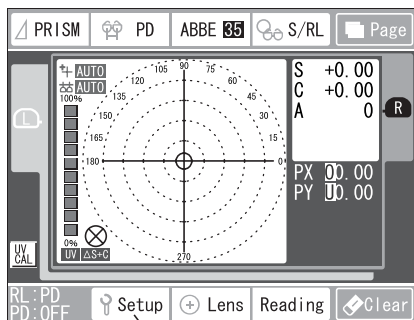 PRISM PD ABBE 35 S/RL Page
AUTO
AUTO
100%
0%
UV ΔS+C
90
105 75
120 60
135 45
150 30
165 15
180 0
270
L
R
S +0.00
C +0.00
A 0
PX O0.00
PY U0.00
UV
CAL
RL:PD
PD:OFF
Setup Lens Reading Clear